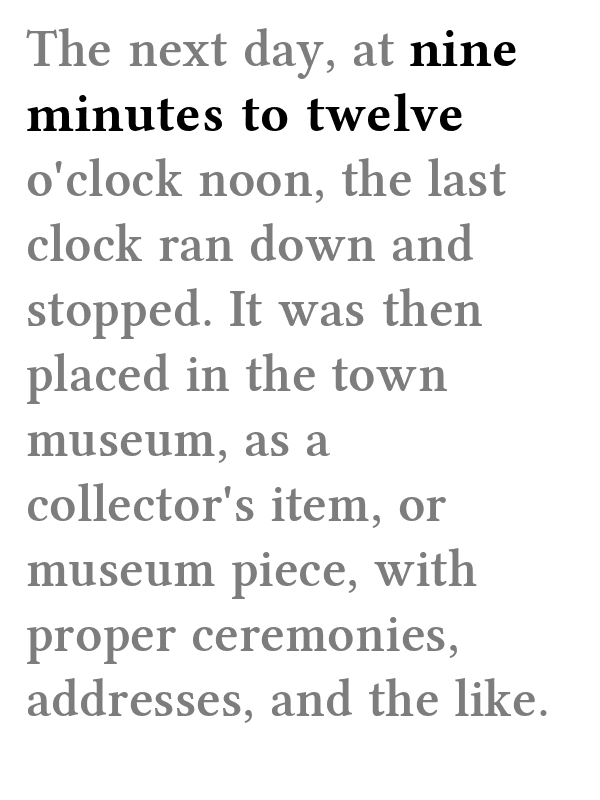 The next day, at nine
minutes to twelve
o'clock noon, the last
clock ran down and
stopped. It was then
placed in the town
museum, as a
collector's item, or
museum piece, with
proper ceremonies,
addresses, and the like.